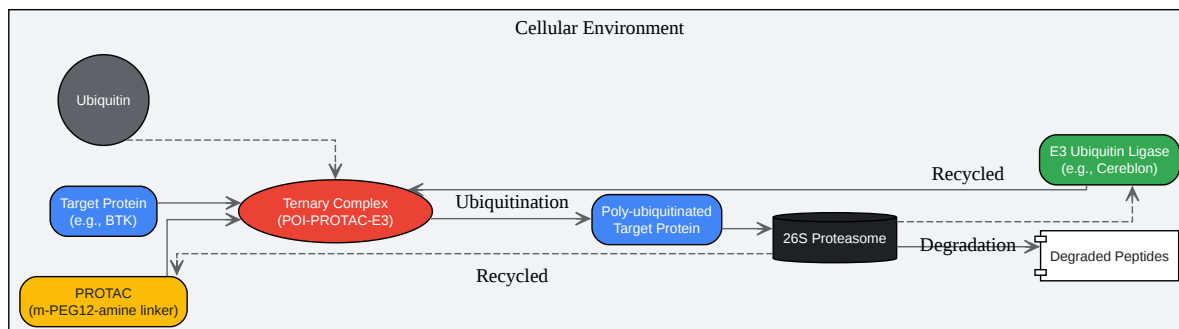 Cellular Environment
Ubiquitin
E3 Ubiquitin Ligase
(e.g., Cereblon)
Recycled
Target Protein
(e.g., BTK)
Ternary Complex
(POI-PROTAC-E3)
Ubiquitination
Poly-ubiquitinated
Target Protein
26S Proteasome
Degradation
Degraded Peptides
Recycled
PROTAC
(m-PEG12-amine linker)